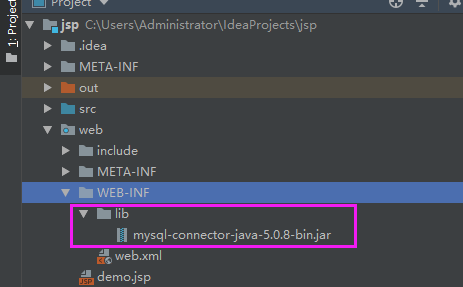 Project
1: Project
jsp C:\Users\Administrator\IdeaProjects\jsp
.idea
META-INF
out
src
web
include
META-INF
WEB-INF
lib
mysql-connector-java-5.0.8-bin.jar
web.xml
demo.jsp